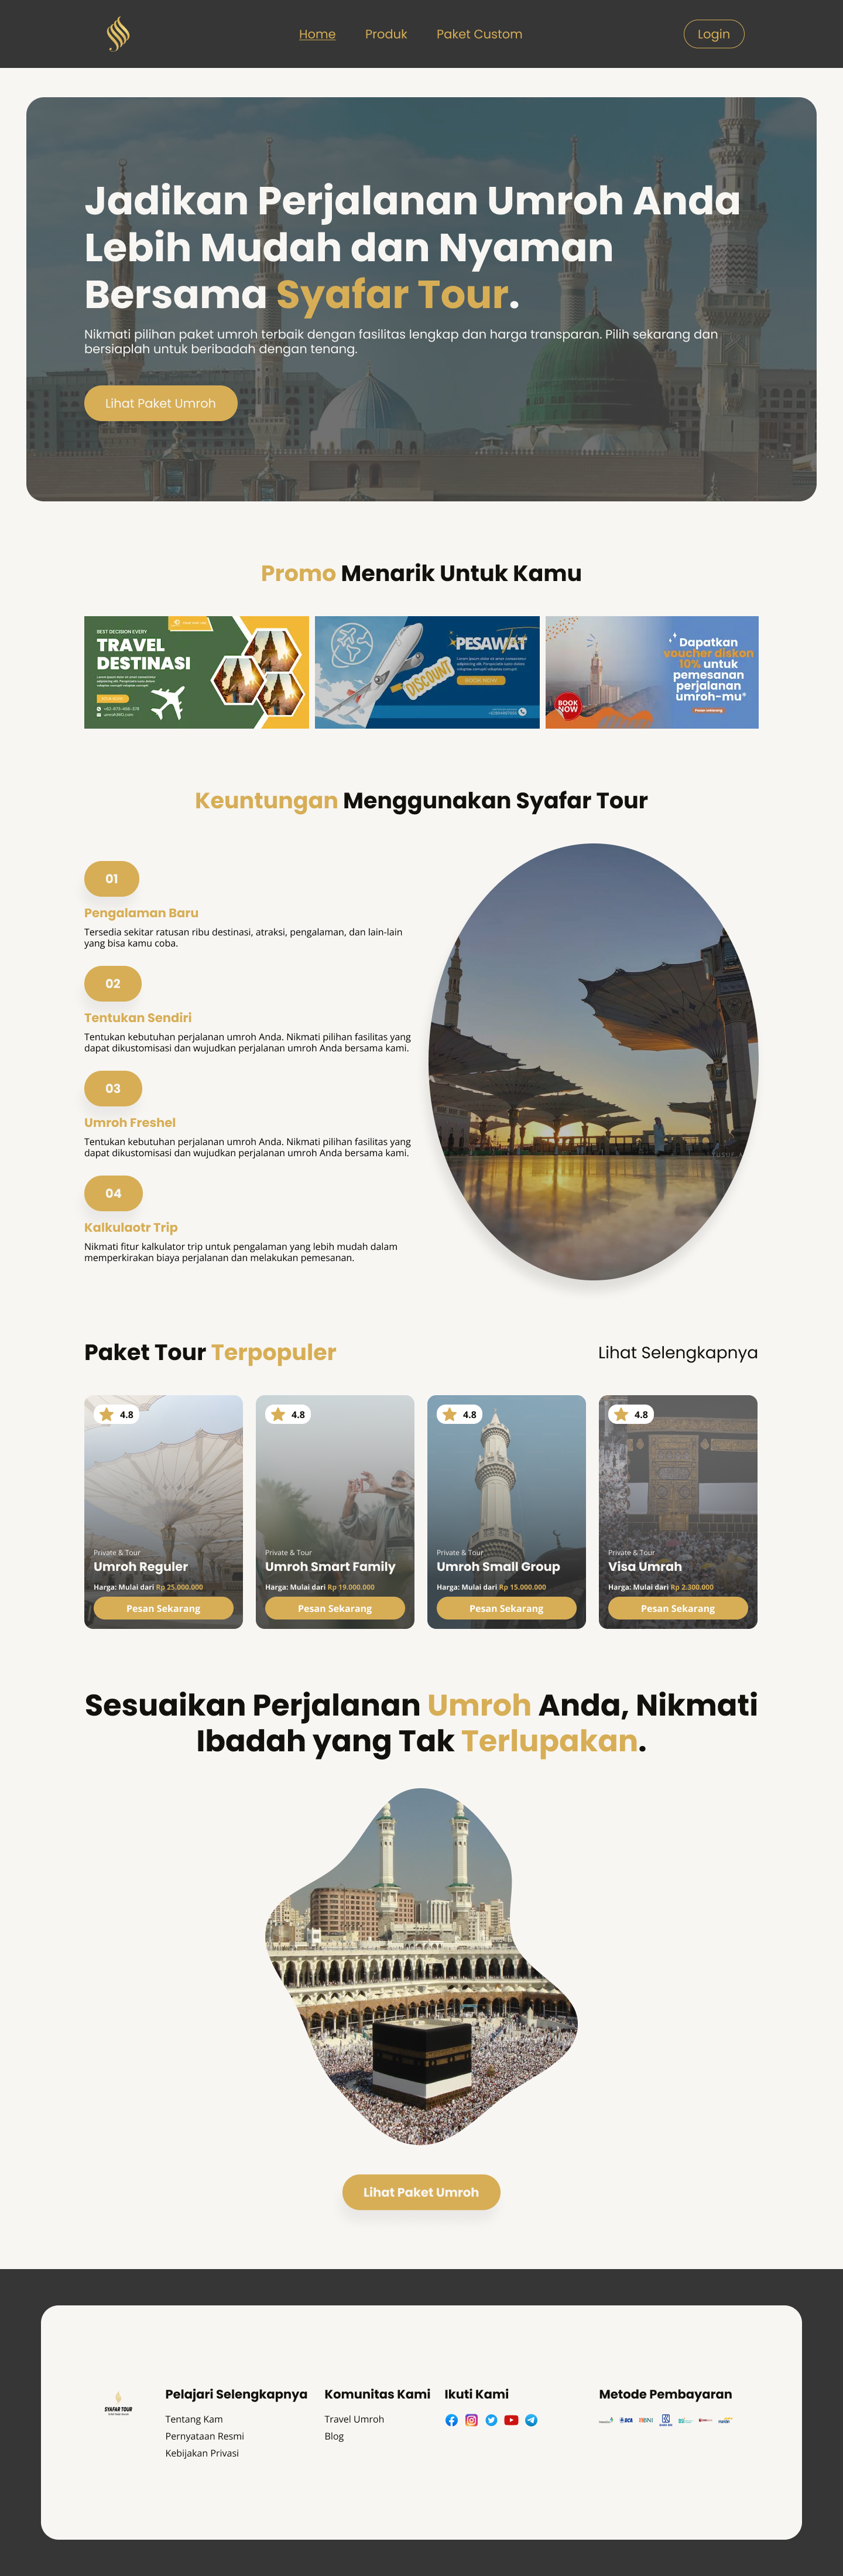 Home
Produk
Paket Custom
Login
Jadikan Perjalanan Umroh Anda
Lebih Mudah dan Nyaman
Bersama Syafar Tour.
Nikmati pilihan paket umroh terbaik dengan fasilitas lengkap dan harga transparan. Pilih sekarang dan
bersiaplah untuk beribadah dengan tenang.
Lihat Paket Umroh
Promo Menarik Untuk Kamu
BEST DECISION EVERY
TRAVEL
DESTINASI
PESAWAT
DISCOUNT
BOOK NOW
Dapatkan
voucher diskon
10% untuk
pemesanan
perjalanan
umroh-mu*
BOOK
NOW
Pesan sekarang
Keuntungan Menggunakan Syafar Tour
01
Pengalaman Baru
Tersedia sekitar ratusan ribu destinasi, atraksi, pengalaman, dan lain-lain
yang bisa kamu coba.
02
Tentukan Sendiri
Tentukan kebutuhan perjalanan umroh Anda. Nikmati pilihan fasilitas yang
dapat dikustomisasi dan wujudkan perjalanan umroh Anda bersama kami.
03
Umroh Freshel
Tentukan kebutuhan perjalanan umroh Anda. Nikmati pilihan fasilitas yang
dapat dikustomisasi dan wujudkan perjalanan umroh Anda bersama kami.
04
Kalkulaotr Trip
Nikmati fitur kalkulator trip untuk pengalaman yang lebih mudah dalam
memperkirakan biaya perjalanan dan melakukan pemesanan.
Paket Tour Terpopuler
Lihat Selengkapnya
4.8
Private & Tour
Umroh Reguler
Harga: Mulai dari Rp 25.000.000
Pesan Sekarang
4.8
Private & Tour
Umroh Smart Family
Harga: Mulai dari Rp 19.000.000
Pesan Sekarang
4.8
Private & Tour
Umroh Small Group
Harga: Mulai dari Rp 15.000.000
Pesan Sekarang
4.8
Private & Tour
Visa Umrah
Harga: Mulai dari Rp 2.300.000
Pesan Sekarang
Sesuaikan Perjalanan Umroh Anda, Nikmati
Ibadah yang Tak Terlupakan.
Lihat Paket Umroh
SYAFAR TOUR
Pelajari Selengkapnya
Tentang Kam
Pernyataan Resmi
Kebijakan Privasi
Komunitas Kami
Travel Umroh
Blog
Ikuti Kami
Metode Pembayaran
BCA
BNI